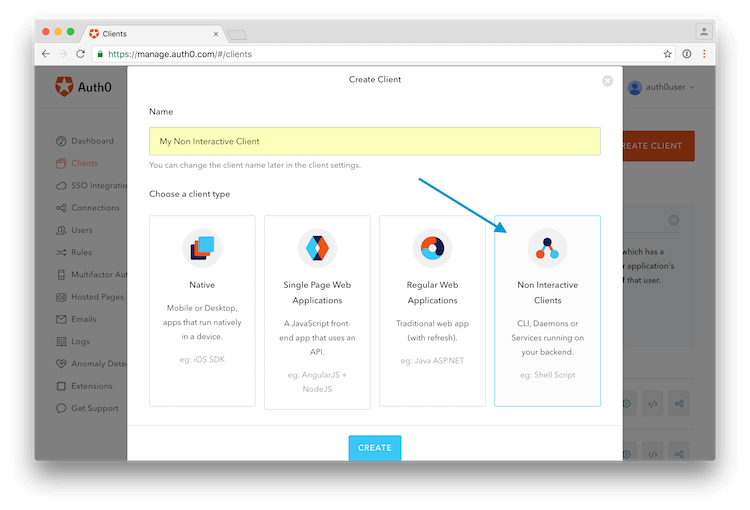 Clients
https://manage.auth0.com/#/clients
Auth0
auth0user
Dashboard
Clients
SSO Integratio
Connections
Users
Rules
Multifactor Aut
Hosted Pages
Emails
Logs
Anomaly Detec
Extensions
Get Support
REATE CLIENT
which has a
r application's
f that user.
Create Client
Name
My Non Interactive Client
You can change the client name later in the client settings.
Choose a client type
Native
Mobile or Desktop,
apps that run natively
in a device.
eg: iOS SDK
Single Page Web
Applications
A JavaScript front-
end app that uses an
API.
eg: AngularJS +
NodeJS
Regular Web
Applications
Traditional web app
(with refresh).
eg: Java ASP.NET
Non Interactive
Clients
CLI, Daemons or
Services running on
your backend.
eg: Shell Script
CREATE